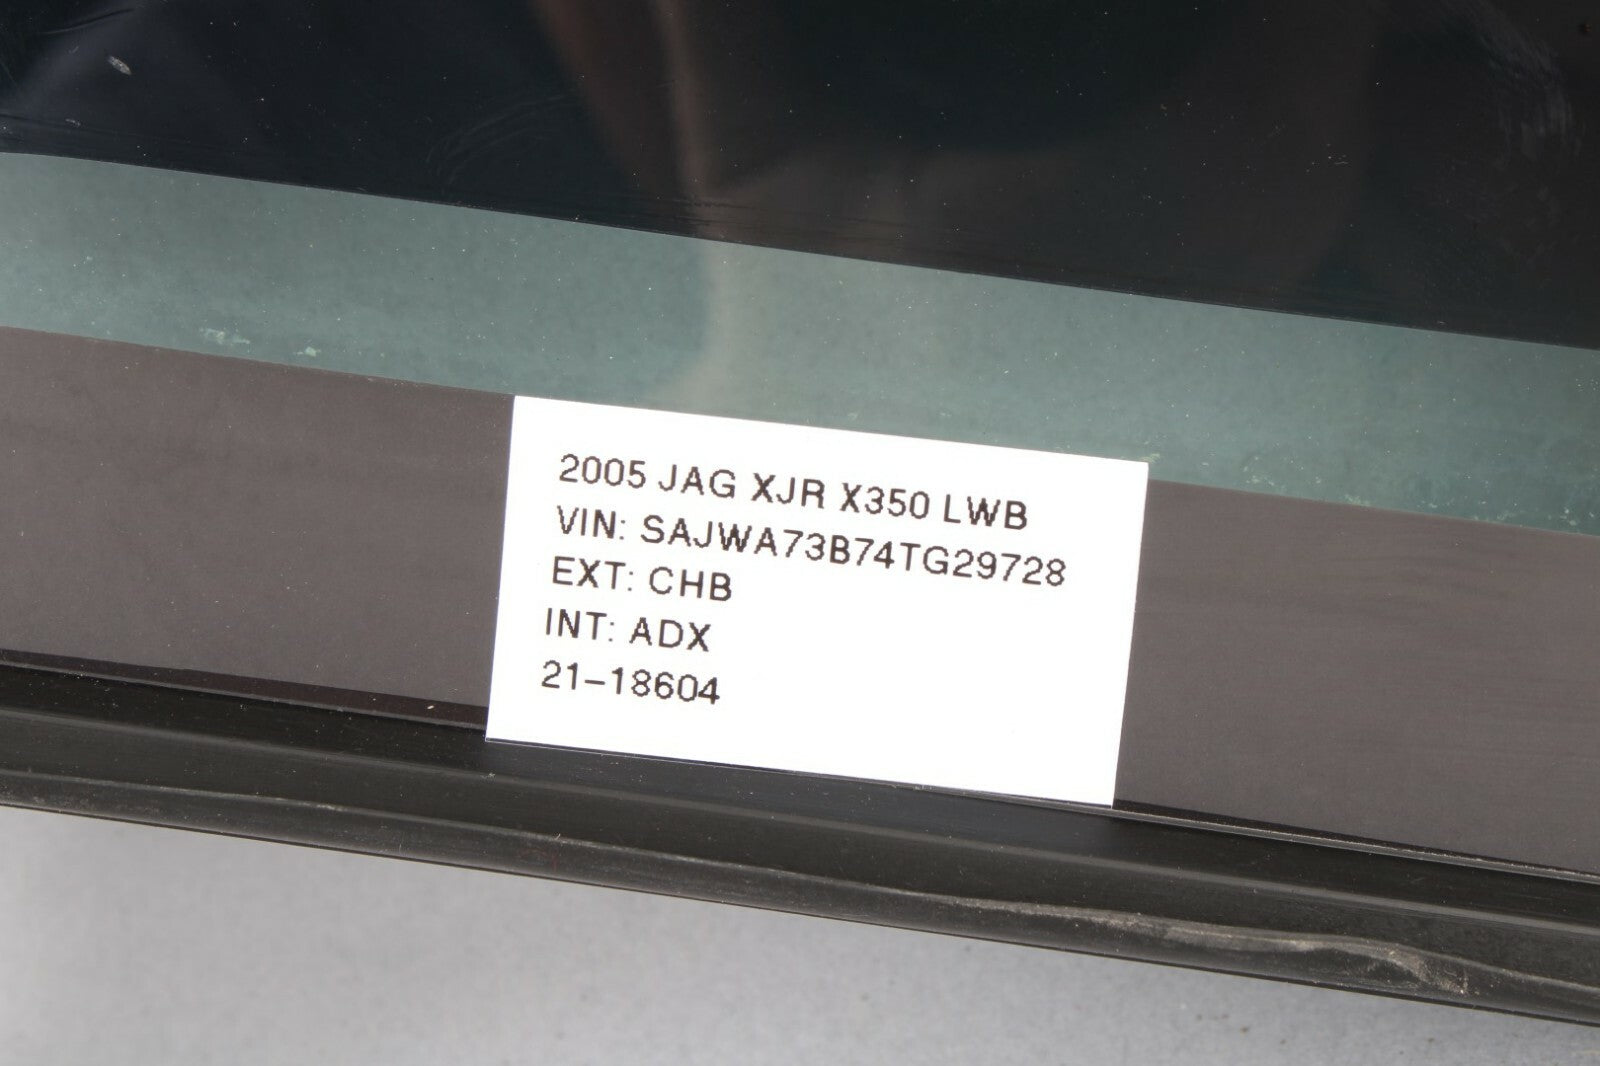 2005 JAG XJR X350 LWB
VIN: SAJWA73B74TG29728
EXT: CHB
INT: ADX
21-18604